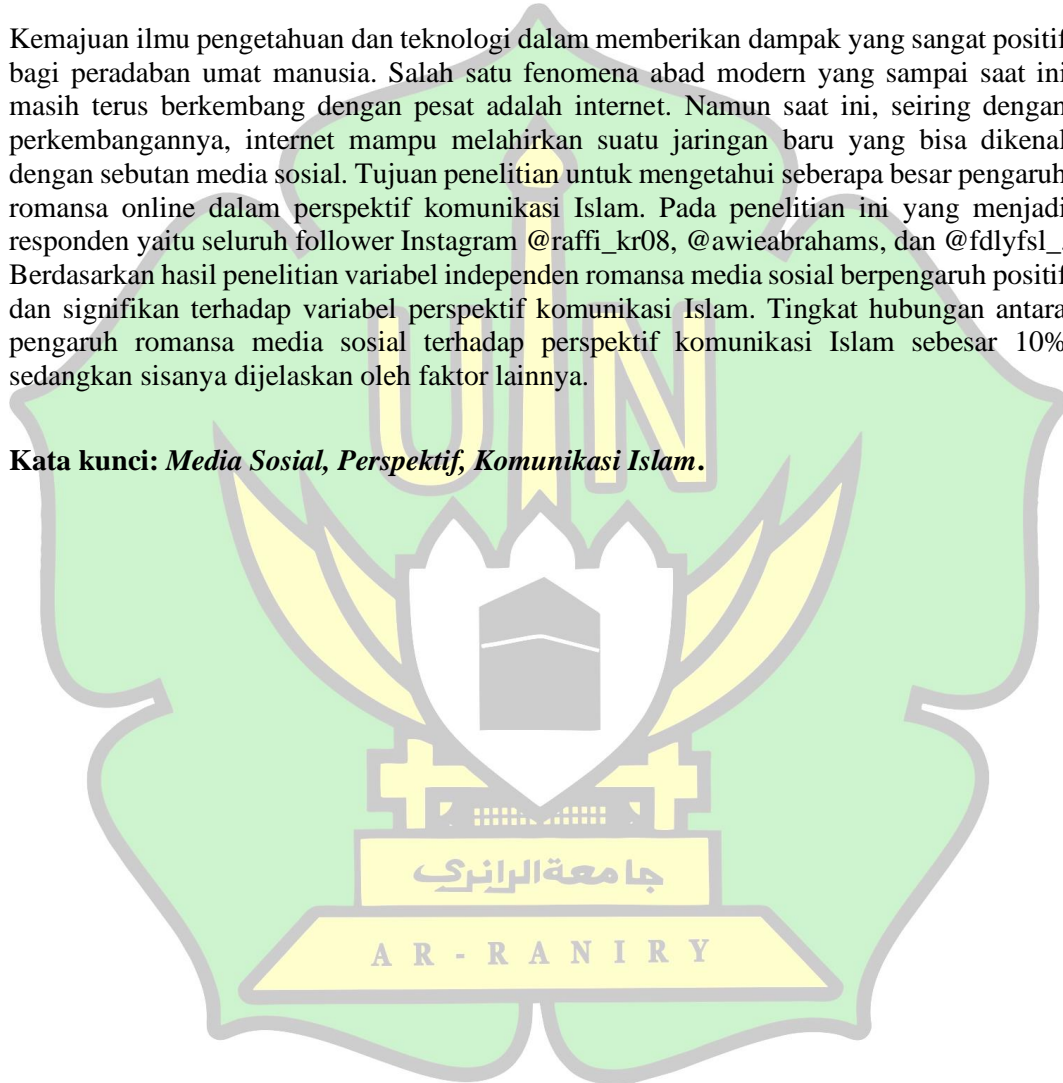 Kemajuan ilmu pengetahuan dan teknologi dalam memberikan dampak yang sangat positif
bagi peradaban umat manusia. Salah satu fenomena abad modern yang sampai saat ini
masih terus berkembang dengan pesat adalah internet. Namun saat ini, seiring dengan
perkembangannya, internet mampu melahirkan suatu jaringan baru yang bisa dikenal
dengan sebutan media sosial. Tujuan penelitian untuk mengetahui seberapa besar pengaruh
romansa online dalam perspektif komunikasi Islam. Pada penelitian ini yang menjadi
responden yaitu seluruh follower Instagram @raffi_kr08, @awieabrahams, dan @fdlyfsl_.
Berdasarkan hasil penelitian variabel independen romansa media sosial berpengaruh positif
dan signifikan terhadap variabel perspektif komunikasi Islam. Tingkat hubungan antara
pengaruh romansa media sosial terhadap perspektif komunikasi Islam sebesar 10%
sedangkan sisanya dijelaskan oleh faktor lainnya.
Kata kunci: Media Sosial, Perspektif, Komunikasi Islam.
UIN
جامعة الرانري
AR-RANIRY